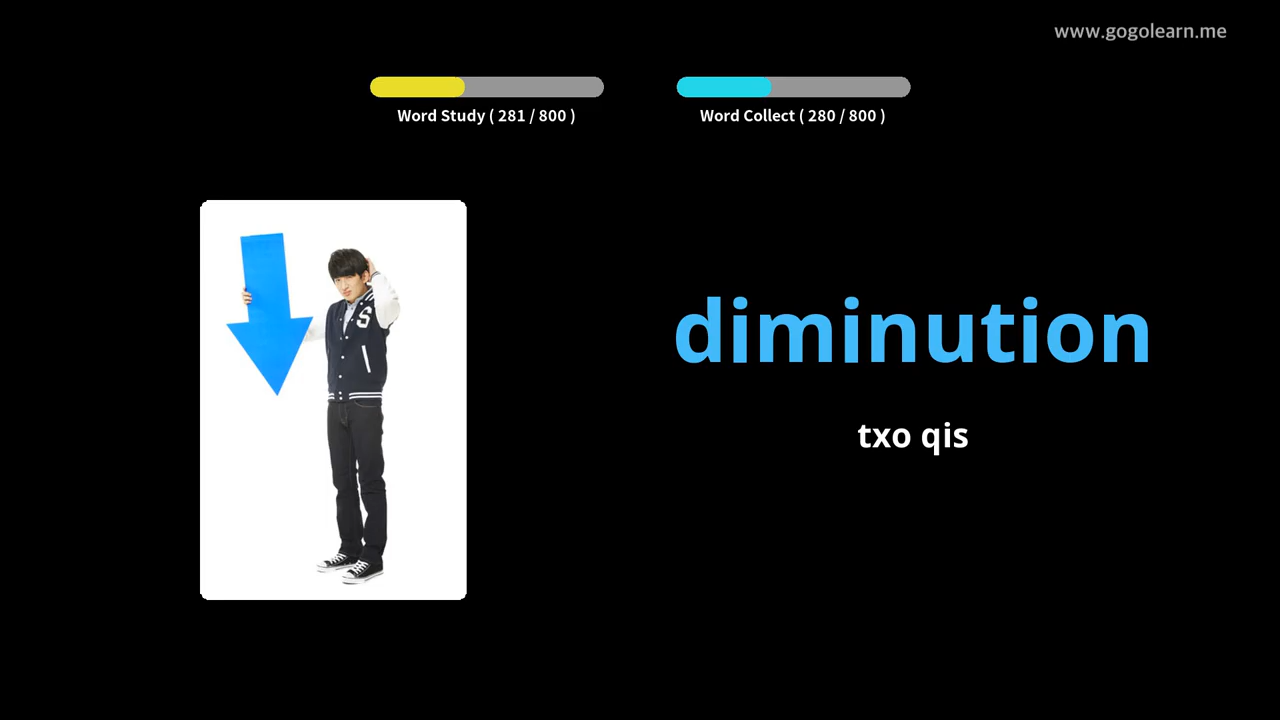 www.gogolearn.me
Word Study ( 281 / 800 )
Word Collect ( 280 / 800 )
S
diminution
txo qis